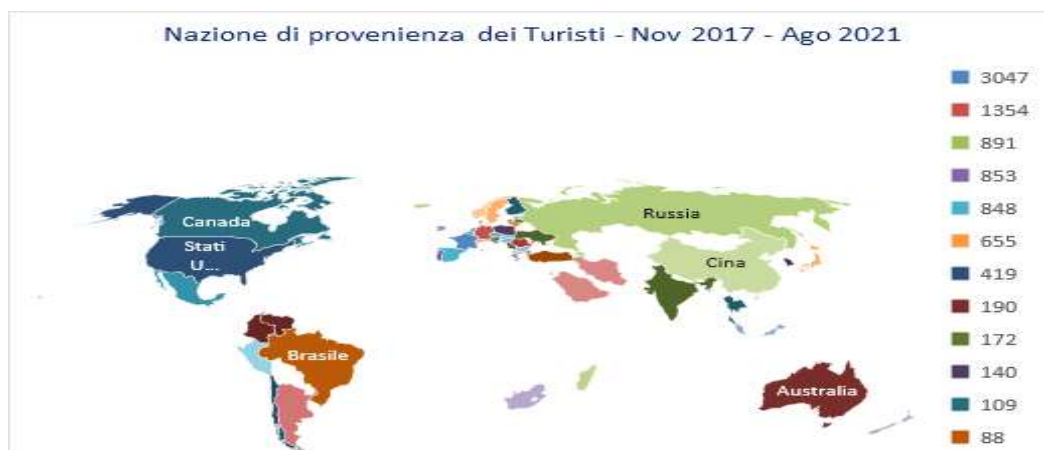 Nazione di provenienza dei Turisti - Nov 2017 - Ago 2021
3047
1354
891
853
848
655
419
190
172
140
109
88
Canada
Stati
U...
Russia
Cina
Brasile
Australia